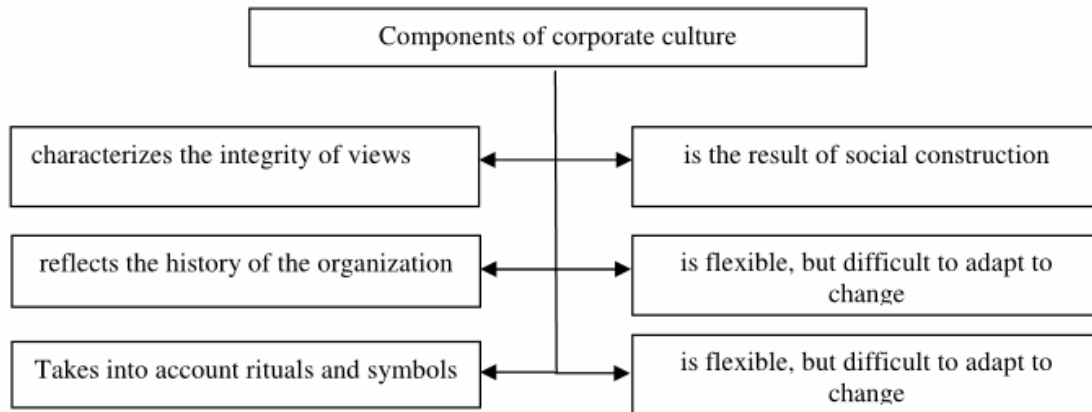 Components of corporate culture
characterizes the integrity of views
is the result of social construction
reflects the history of the organization
is flexible, but difficult to adapt to
change
Takes into account rituals and symbols
is flexible, but difficult to adapt to
change